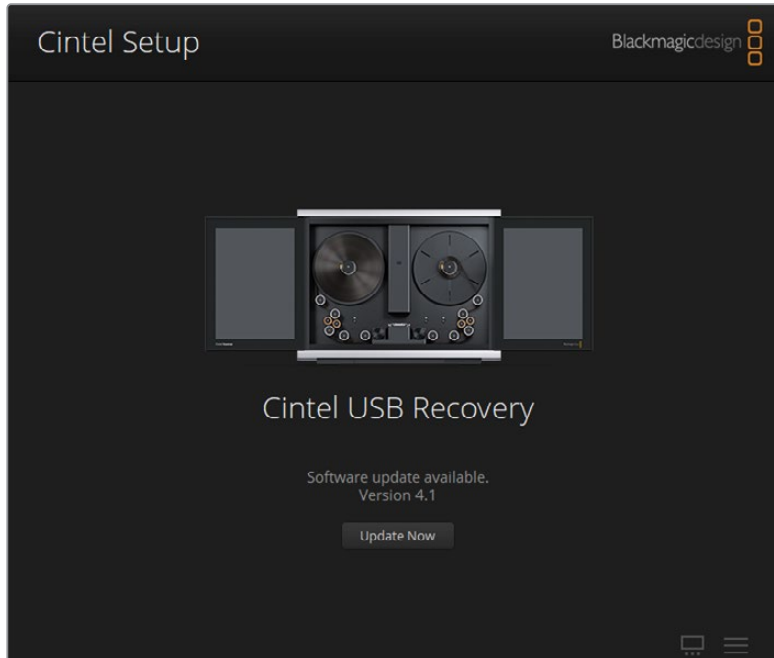 Cintel Setup
Blackmagicdesign
Cintel USB Recovery
Software update available.
Version 4.1
Update Now